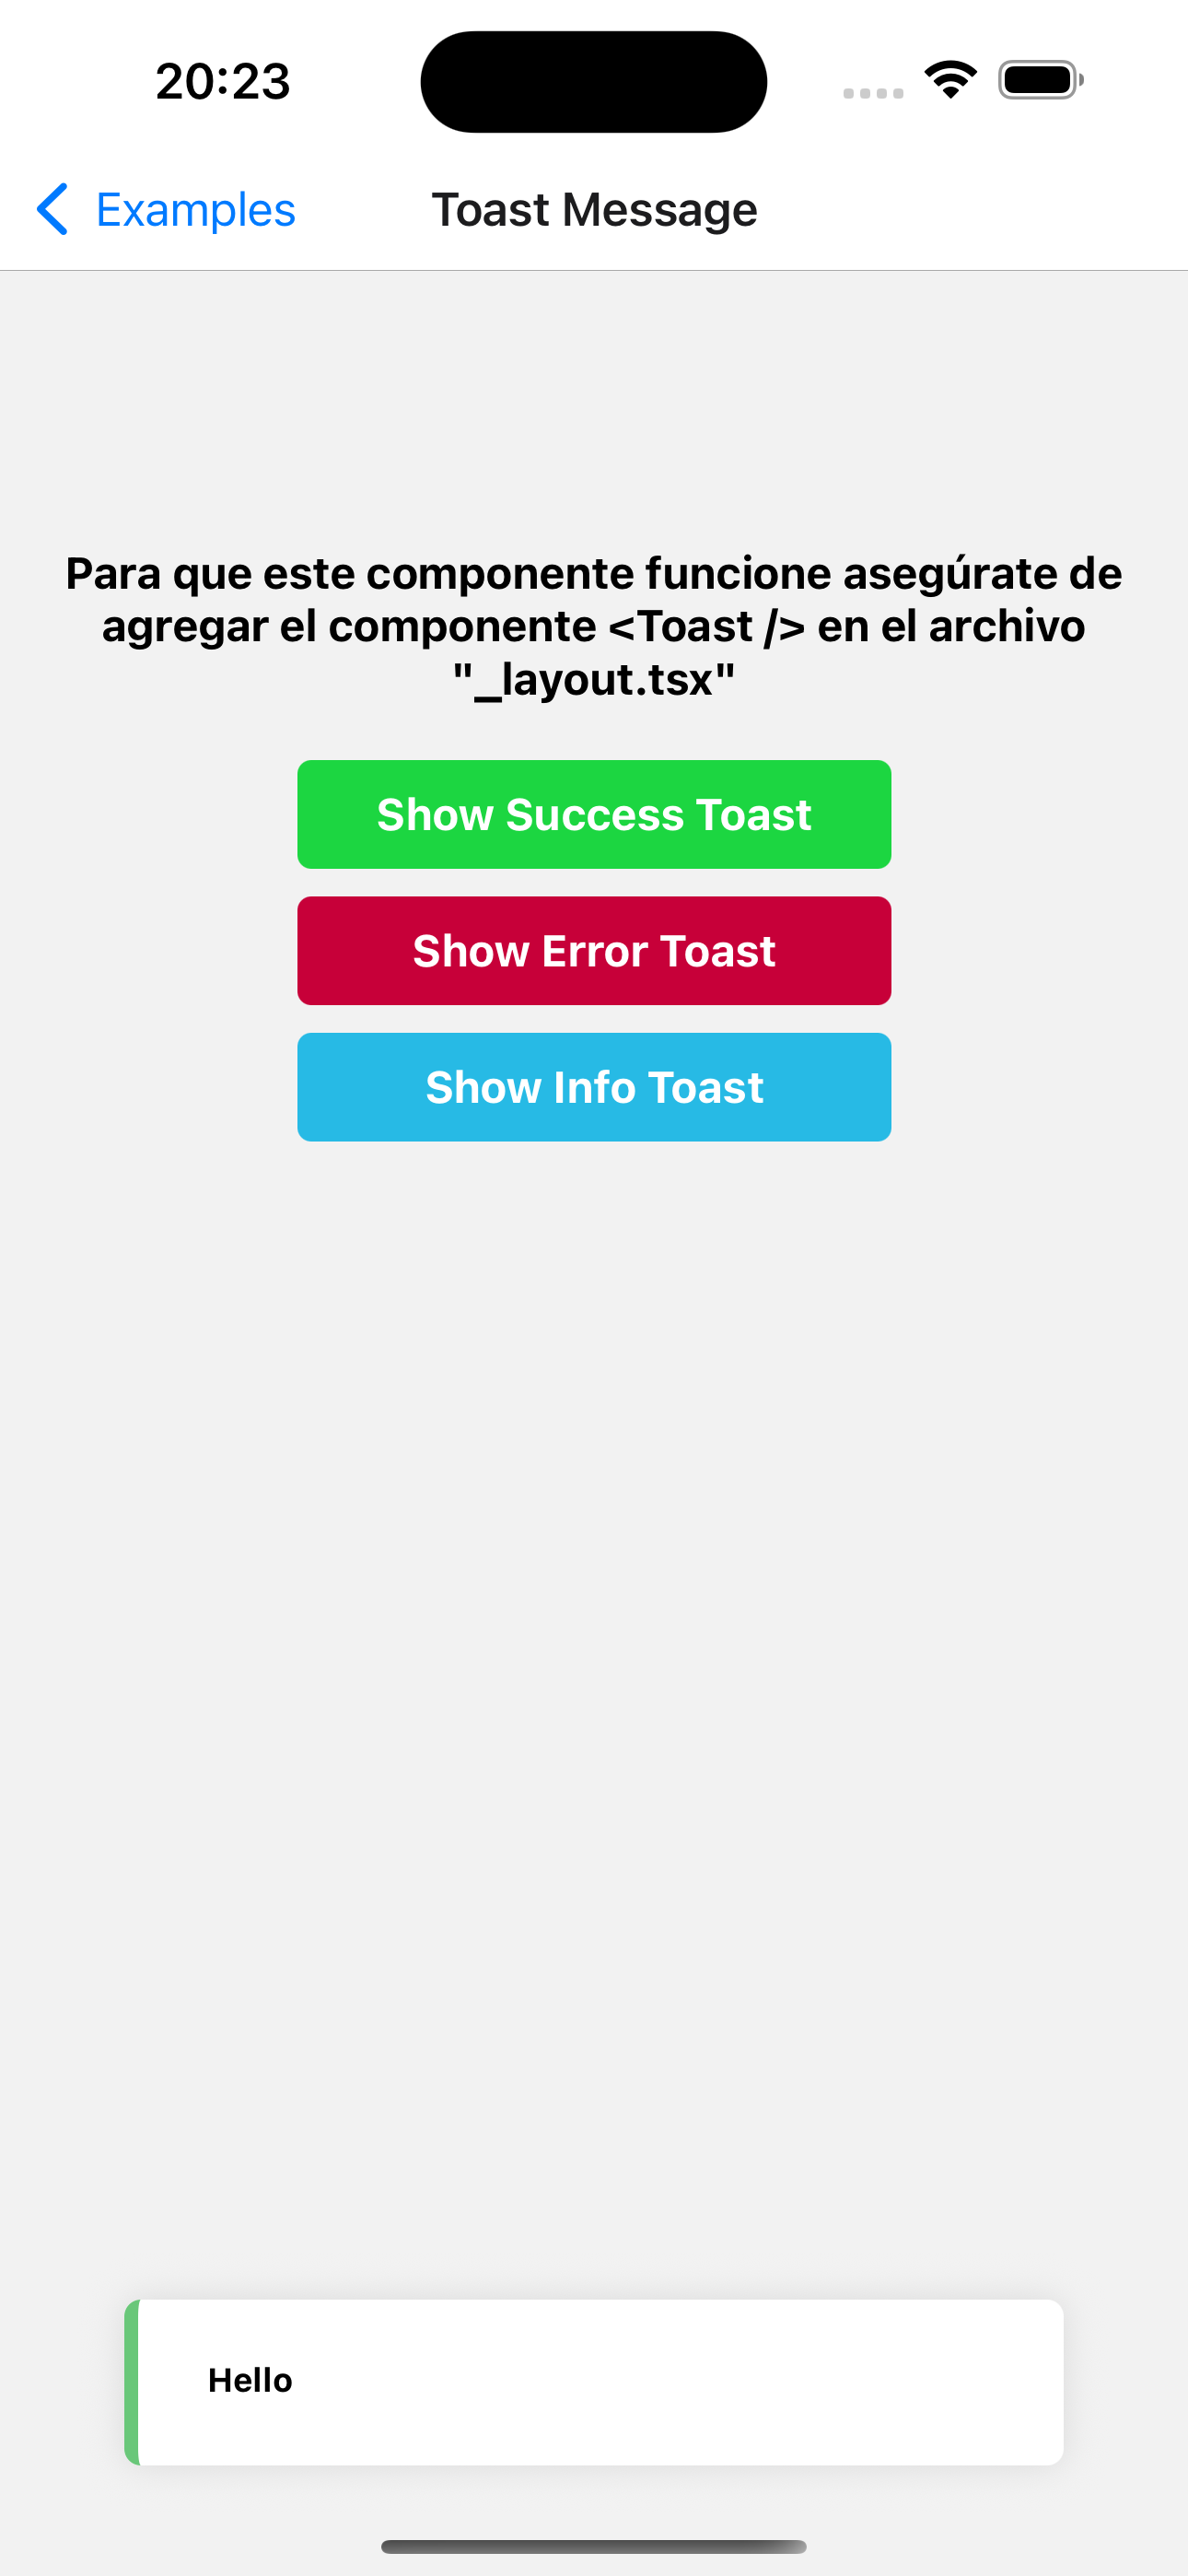 20:23
Examples
Toast Message
Para que este componente funcione asegúrate de
agregar el componente <Toast /> en el archivo
"_layout.tsx"
Show Success Toast
Show Error Toast
Show Info Toast
Hello